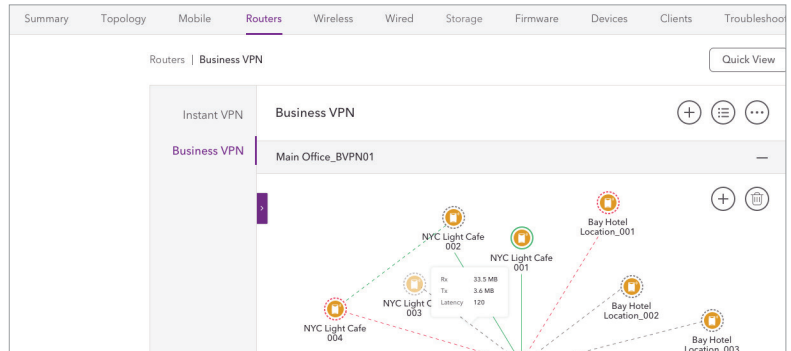 Summary Topology Mobile Routers Wireless Wired Storage Firmware Devices Clients Troubleshoot
Routers | Business VPN
Quick View
Instant VPN
Business VPN
Business VPN
Main Office_BVPN01
NYC Light Cafe
002
Bay Hotel
Location_001
NYC Light Cafe
001
Rx 33.5 MB
Tx 3.6 MB
Latency 120
NYC Light C
003
Bay Hotel
Location_002
NYC Light Cafe
004
Bay Hotel
Location_003